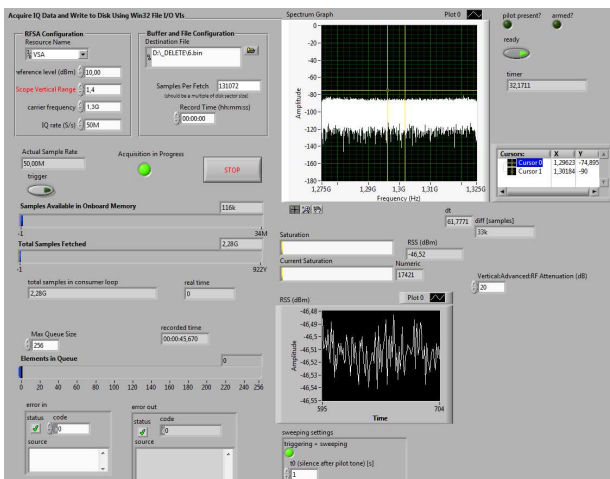 Acquire IQ Data and Write to Disk Using Win32 File I/O VIs
RFSA Configuration
Resource Name
VSA
reference level (dBm)
10,00
Scope Vertical Range
1,4
carrier frequency
1,3G
IQ rate (S/s)
50M
Buffer and File Configuration
Destination File
D:\_DELETE\6.bin
Samples Per Fetch
131072
(should be a multiple of disk sector size)
Record Time (hh:mm:ss)
00:00:00
Actual Sample Rate
50,00M
Acquisition in Progress
STOP
trigger
Samples Available in Onboard Memory
116k
-1
34M
Total Samples Fetched
2,28G
-1
922Y
total samples in consumer loop
2,28G
real time
0
Max Queue Size
256
recorded time
00:00:45,670
Elements in Queue
0
0 20 40 60 80 100 120 140 160 180 200 220 240 256
error in
status
code
0
source
error out
status
code
0
source
Spectrum Graph
Plot 0
Amplitude
0
-20
-40
-60
-80
-100
-120
-140
-160
-180
1,275G
1,29G
1,3G
1,31G
1,325G
Frequency (Hz)
pilot present?
armed?
ready
timer
32,1711
Cursors:
X
Y
Cursor 0
1,29623
-74,895
Cursor 1
1,30184
-90
dt
61,7771
diff [samples]
33k
Saturation
RSS (dBm)
-46,52
Current Saturation
Numeric
17421
Vertical:Advanced:RF Attenuation (dB)
20
RSS (dBm)
Plot 0
Amplitude
-46,48
-46,49
-46,5
-46,51
-46,52
-46,53
-46,54
-46,55
595
704
Time
sweeping settings
triggering + sweeping
t0 (silence after pilot tone) [s]
1